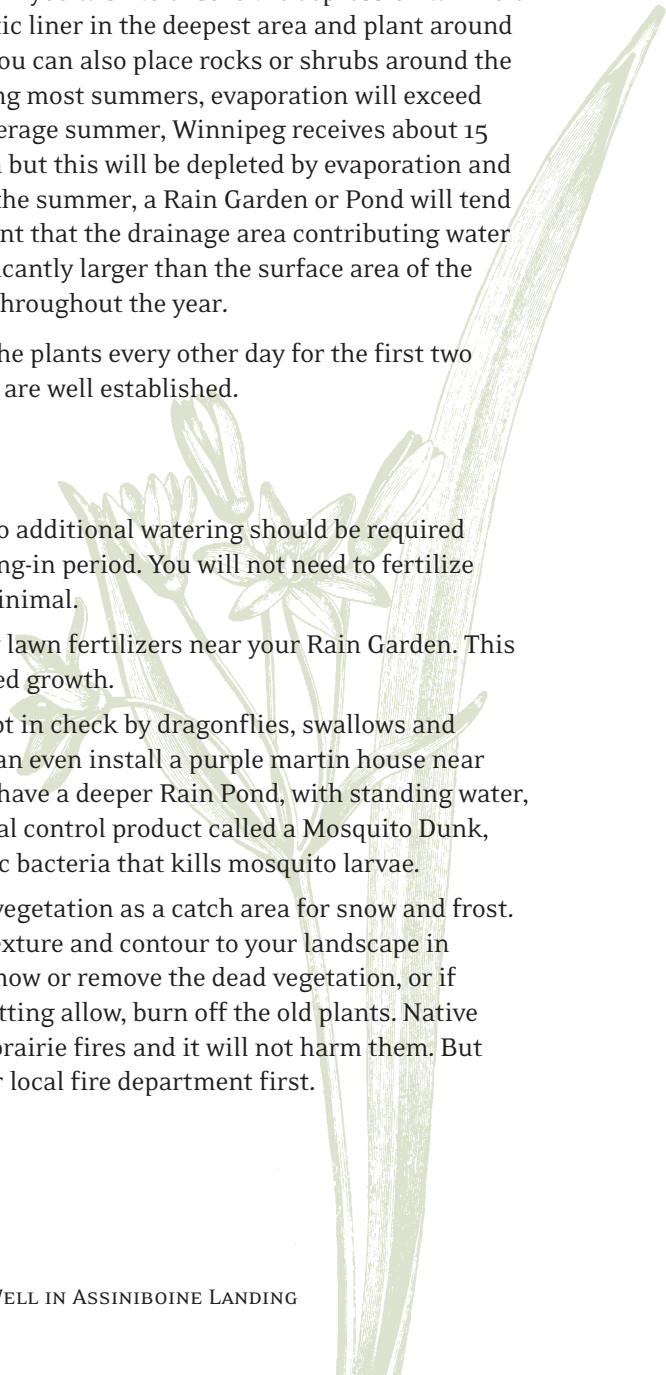 tic liner in the deepest area and plant around
ou can also place rocks or shrubs around the
ng most summers, evaporation will exceed
erage summer, Winnipeg receives about 15
but this will be depleted by evaporation and
the summer, a Rain Garden or Pond will tend
nt that the drainage area contributing water
icantly larger than the surface area of the
throughout the year.
he plants every other day for the first two
are well established.
o additional watering should be required
ng-in period. You will not need to fertilize
inimal.
lawn fertilizers near your Rain Garden. This
ed growth.
pt in check by dragonflies, swallows and
an even install a purple martin house near
have a deeper Rain Pond, with standing water,
al control product called a Mosquito Dunk,
c bacteria that kills mosquito larvae.
vegetation as a catch area for snow and frost.
exture and contour to your landscape in
mow or remove the dead vegetation, or if
tting allow, burn off the old plants. Native
prairie fires and it will not harm them. But
r local fire department first.
Well in Assiniboine Landing